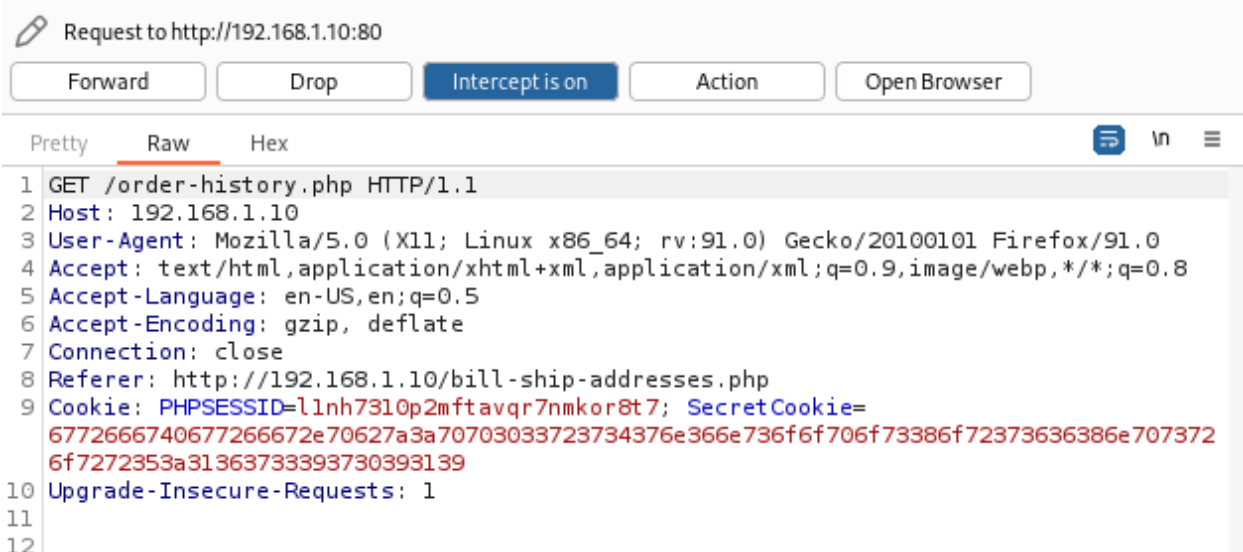 Request to http://192.168.1.10:80
Forward Drop Intercept is on Action Open Browser
Pretty Raw Hex \n
1 GET /order-history.php HTTP/1.1
2 Host: 192.168.1.10
3 User-Agent: Mozilla/5.0 (X11; Linux x86_64; rv:91.0) Gecko/20100101 Firefox/91.0
4 Accept: text/html,application/xhtml+xml,application/xml;q=0.9,image/webp,*/*;q=0.8
5 Accept-Language: en-US,en;q=0.5
6 Accept-Encoding: gzip, deflate
7 Connection: close
8 Referer: http://192.168.1.10/bill-ship-addresses.php
9 Cookie: PHPSESSID=l1nh73l0p2mftavqr7nmkor8t7; SecretCookie=
6772666740677266672e70627a3a70703033723734376e366e736f6f706f73386f72373636386e7073726f7272353a31363733393730393139
10 Upgrade-Insecure-Requests: 1
11
12